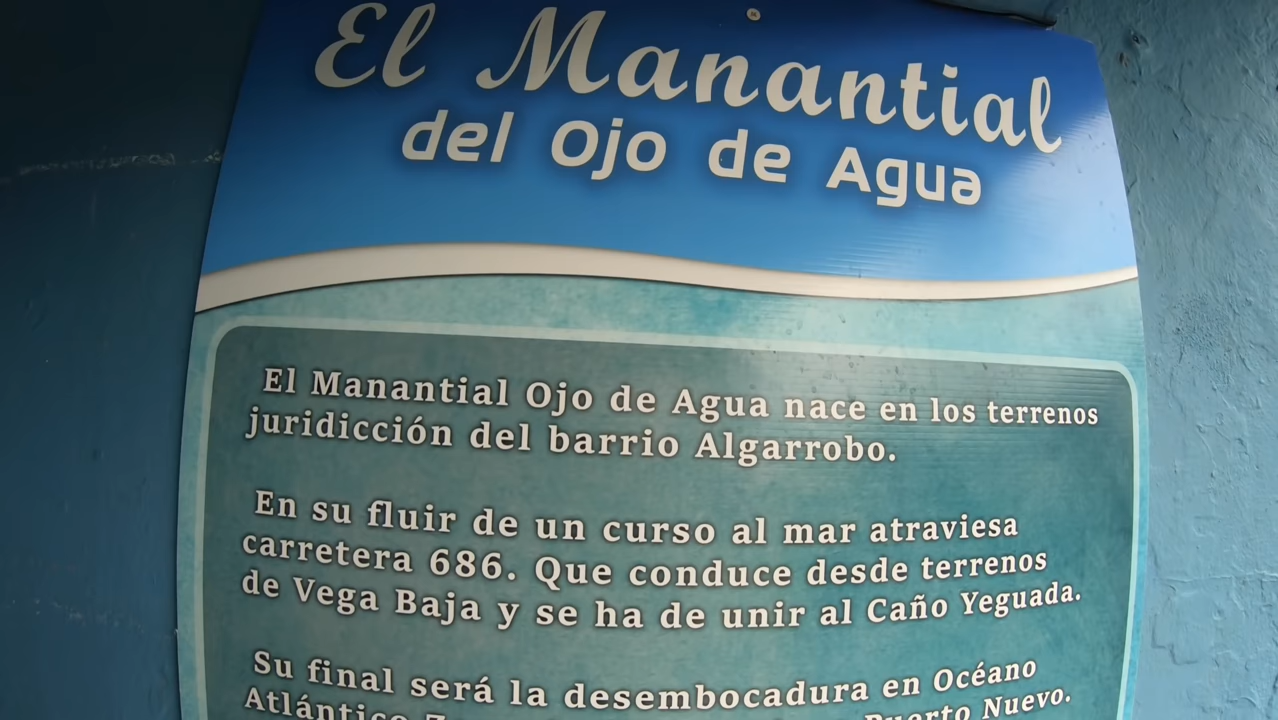 El Manantial
del Ojo de Agua
El Manantial Ojo de Agua nace en los terrenos
juridicción del barrio Algarrobo.
En su fluir de un curso al mar atraviesa
carretera 686. Que conduce desde terrenos
de Vega Baja y se ha de unir al Caño Yeguada.
Su final será la desembocadura en Océano
Atlántico Puerto Nuevo.